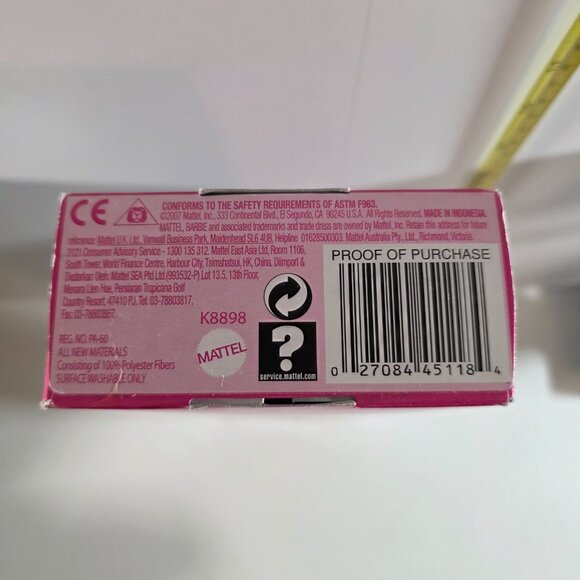 CE
CONFORMS TO THE SAFETY REQUIREMENTS OF ASTM F963.
©2007 Mattel, Inc., 333 Continental Blvd., El Segundo, CA 90245 U.S.A. All Rights Reserved. MADE IN INDONESIA.
MATTEL, BARBIE and associated trademarks and trade dress are owned by Mattel, Inc. Retain this address for future
reference: Mattel U.K. Ltd., Vanwall Business Park, Maidenhead SL6 4UB. Helpline 01628500303. Mattel Australia Pty., Ltd., Richmond, Victoria.
3121.Consumer Advisory Service - 1300 135 312. Mattel East Asia Ltd., Room 1106,
South Tower, World Finance Centre, Harbour City, Tsimshatsui, HK, China. Diimport &
Diedarkan Oleh: Mattel SEA Ptd Ltd.(993532-P) Lot 13.5, 13th Floor,
Menara Lien Hoe, Persiaran Tropicana Golf
Country Resort, 47410 PJ. Tel: 03-78803817,
Fax: 03-78803867.
K8898
REG. NO. PA-60
ALL NEW MATERIALS
Consisting of 100% Polyester Fibers
SURFACE WASHABLE ONLY
MATTEL
?
service.mattel.com
PROOF OF PURCHASE
0 27084 45118 4